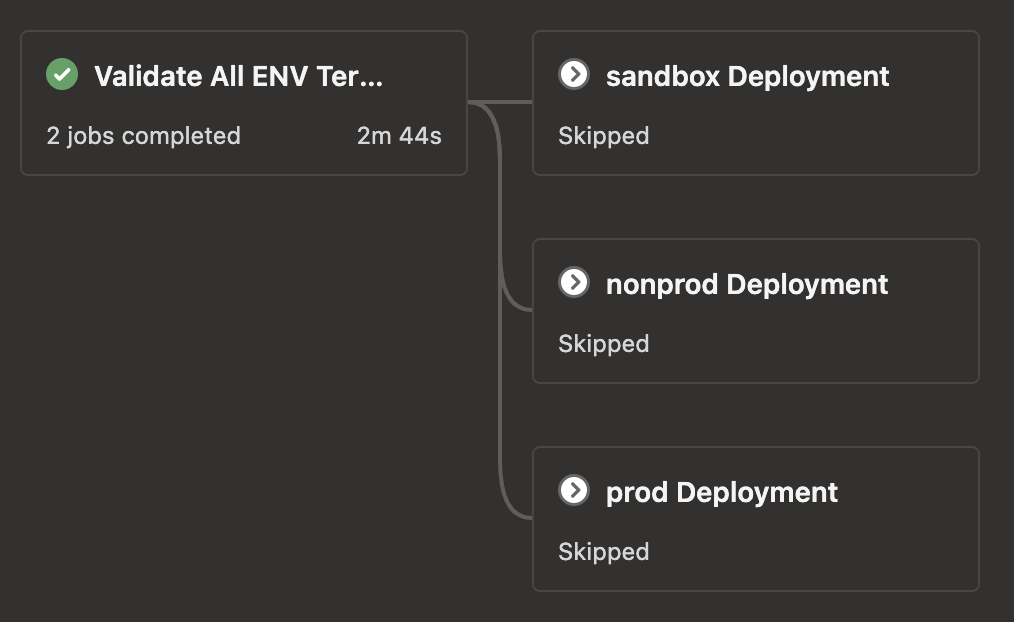 Validate All ENV Ter...
2 jobs completed 2m 44s
sandbox Deployment
Skipped
nonprod Deployment
Skipped
prod Deployment
Skipped